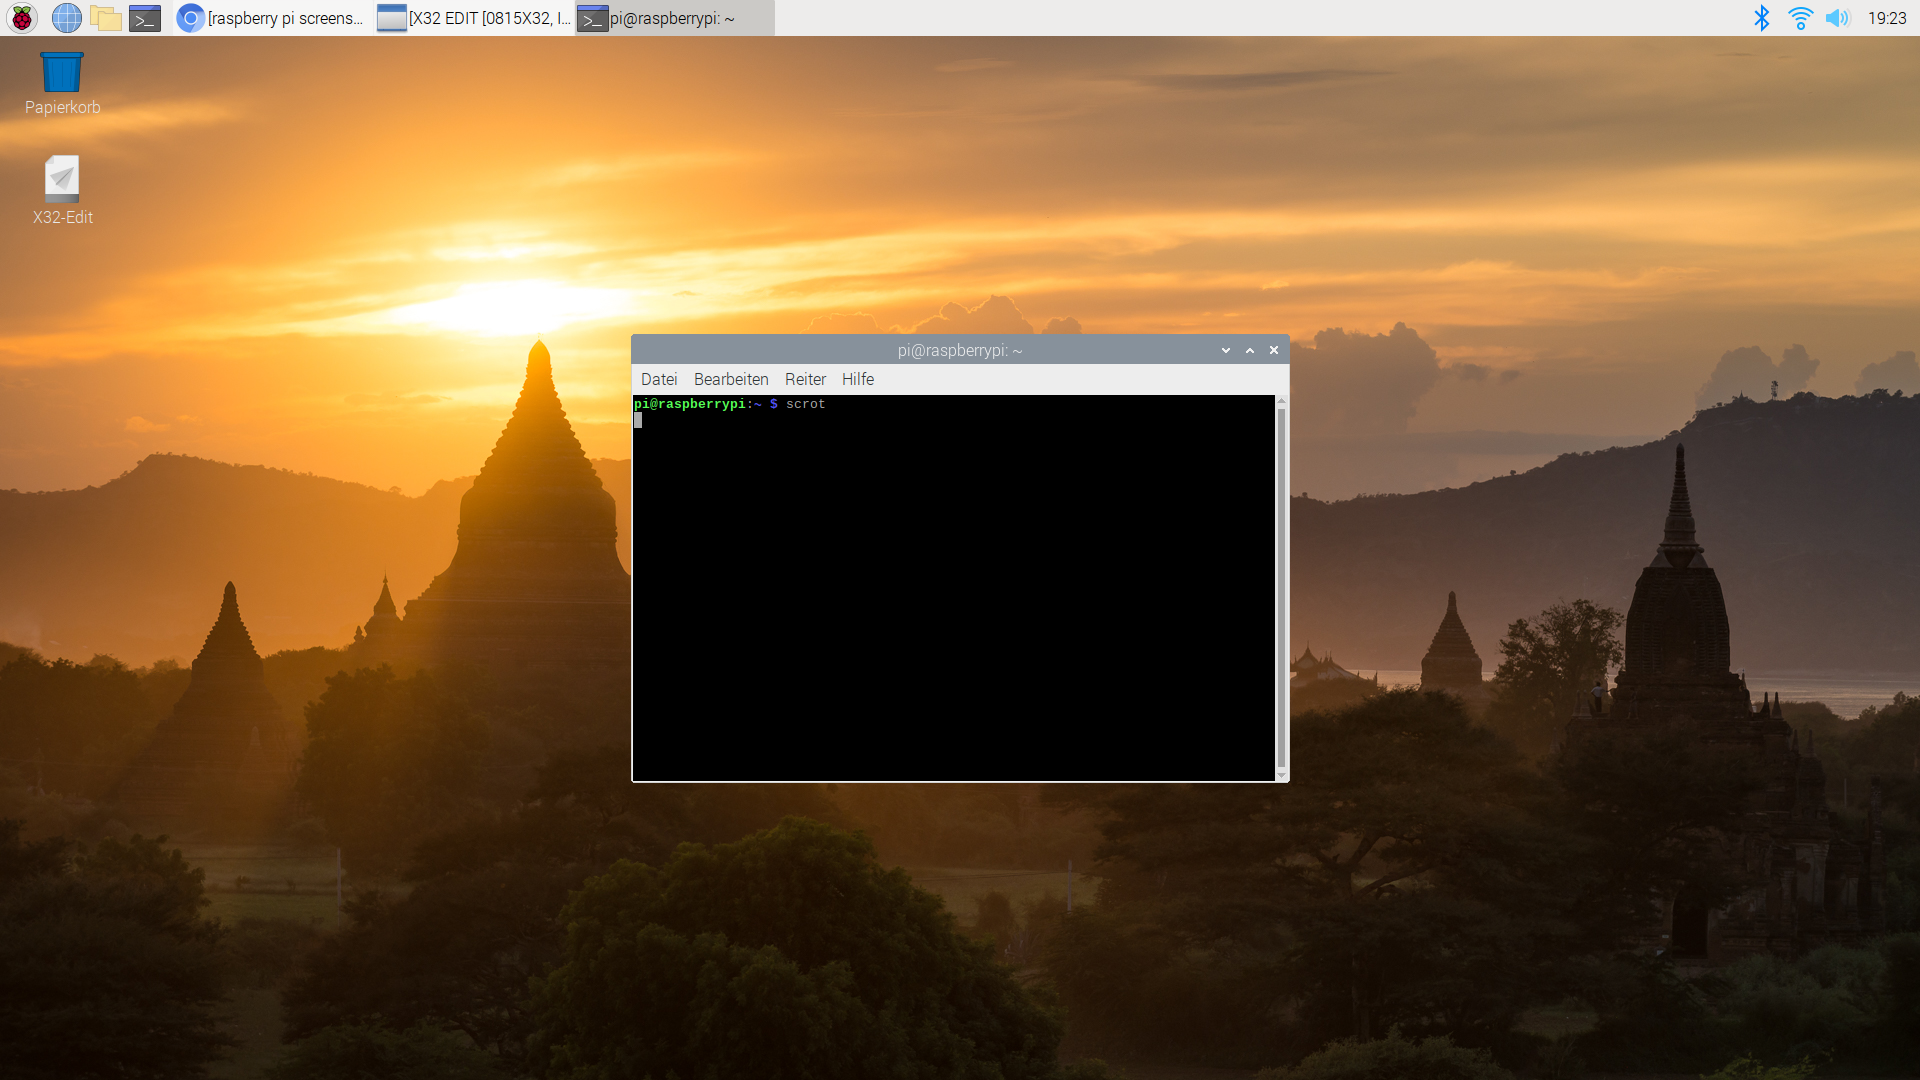 [raspberry pi screens...
[X32 EDIT [0815X32, I...
pi@raspberrypi: ~
19:23
Papierkorb
X32-Edit
pi@raspberrypi: ~
Datei Bearbeiten Reiter Hilfe
pi@raspberrypi:~ $ scrot